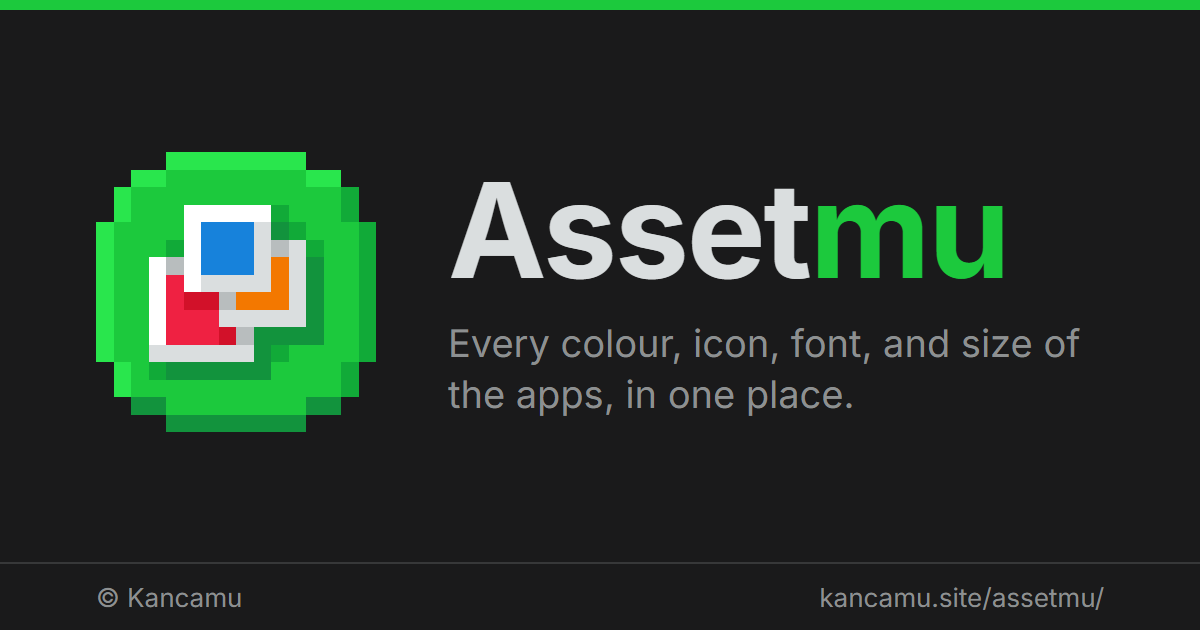 Assetmu
Every colour, icon, font, and size of
the apps, in one place.
© Kancamu
kancamu.site/assetmu/